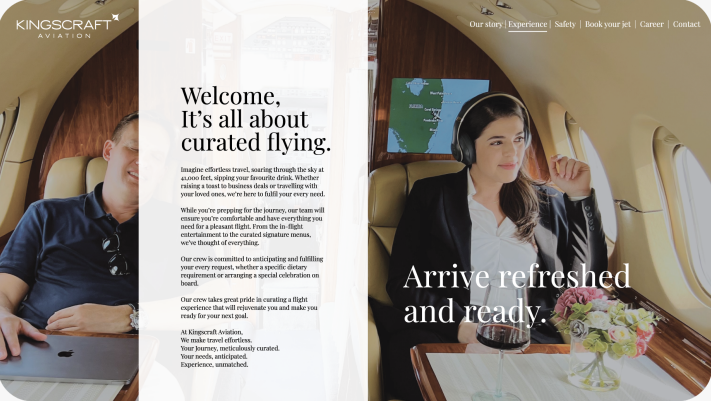 KINGSCRAFT
AVIATION
Our story | Experience | Safety | Book your jet | Career | Contact
Welcome,
It's all about
curated flying.
Imagine effortless travel, soaring through the sky at
41,000 feet, sipping your favourite drink. Whether
raising a toast to business deals or travelling with
your loved ones, we're here to fulfil your every need.
While you're prepping for the journey, our team will
ensure you're comfortable and have everything you
need for a pleasant flight. From the in-flight
entertainment to the curated signature menus,
we've thought of everything.
Our crew is committed to anticipating and fulfilling
your every request, whether a specific dietary
requirement or arranging a special celebration on
board.
Our crew takes great pride in curating a flight
experience that will rejuvenate you and make you
ready for your next goal.
At Kingscraft Aviation,
We make travel effortless.
Your Journey, meticulously curated.
Your needs, anticipated.
Experience, unmatched.
Arrive refreshed
and ready.